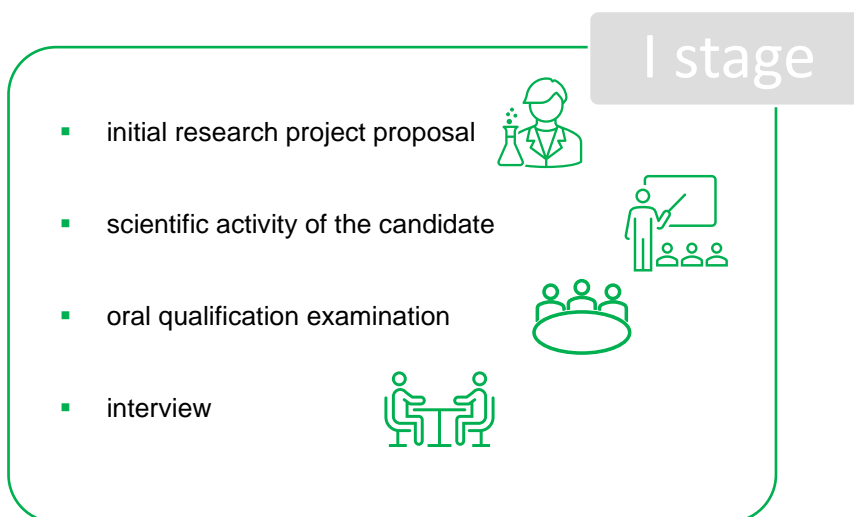 I stage
▪ initial research project proposal
▪ scientific activity of the candidate
▪ oral qualification examination
▪ interview